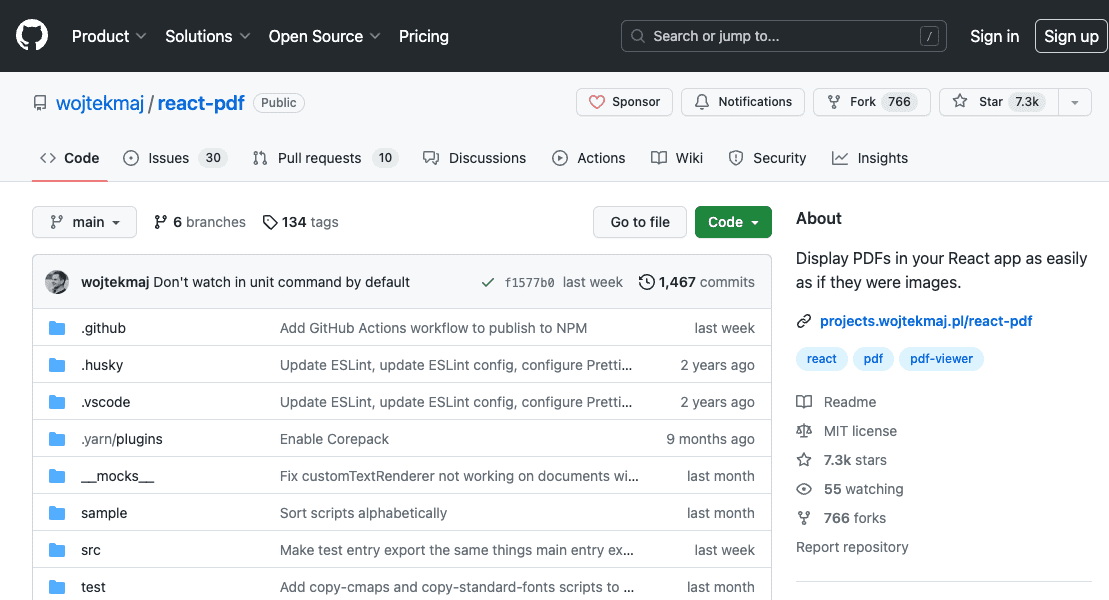 Product Solutions Open Source Pricing Search or jump to... / Sign in Sign up
wojtekmaj / react-pdf Public Sponsor Notifications Fork 766 Star 7.3k
Code Issues 30 Pull requests 10 Discussions Actions Wiki Security Insights
main 6 branches 134 tags Go to file Code
wojtekmaj Don't watch in unit command by default f1577b0 last week 1,467 commits
.github Add GitHub Actions workflow to publish to NPM last week
.husky Update ESLint, update ESLint config, configure Pretti... 2 years ago
.vscode Update ESLint, update ESLint config, configure Pretti... 2 years ago
.yarn/plugins Enable Corepack 9 months ago
__mocks__ Fix customTextRenderer not working on documents wi... last month
sample Sort scripts alphabetically last month
src Make test entry export the same things main entry ex... last week
test Add copy-cmaps and copy-standard-fonts scripts to ... last month
About
Display PDFs in your React app as easily
as if they were images.
projects.wojtekmaj.pl/react-pdf
react pdf pdf-viewer
Readme
MIT license
7.3k stars
55 watching
766 forks
Report repository